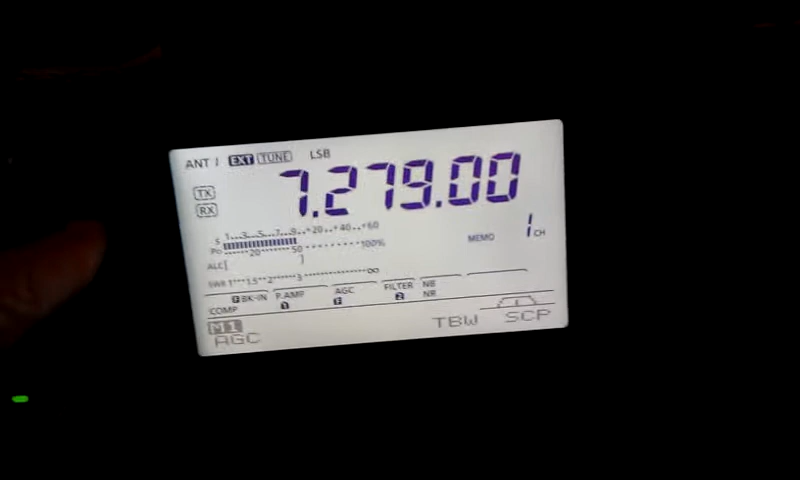 ANT 1 EXT TUNE LSB
7.279.00
TX
RX
S 1...3...5...7...9...+20...+40...+60
Po 20 50 100%
MEMO 1 CH
ALC
SWR 1 1.5 2 3 ∞
F BK-IN P.AMP AGC FILTER NB
COMP 1 F 2 NR
M1 TBW SCP
AGC